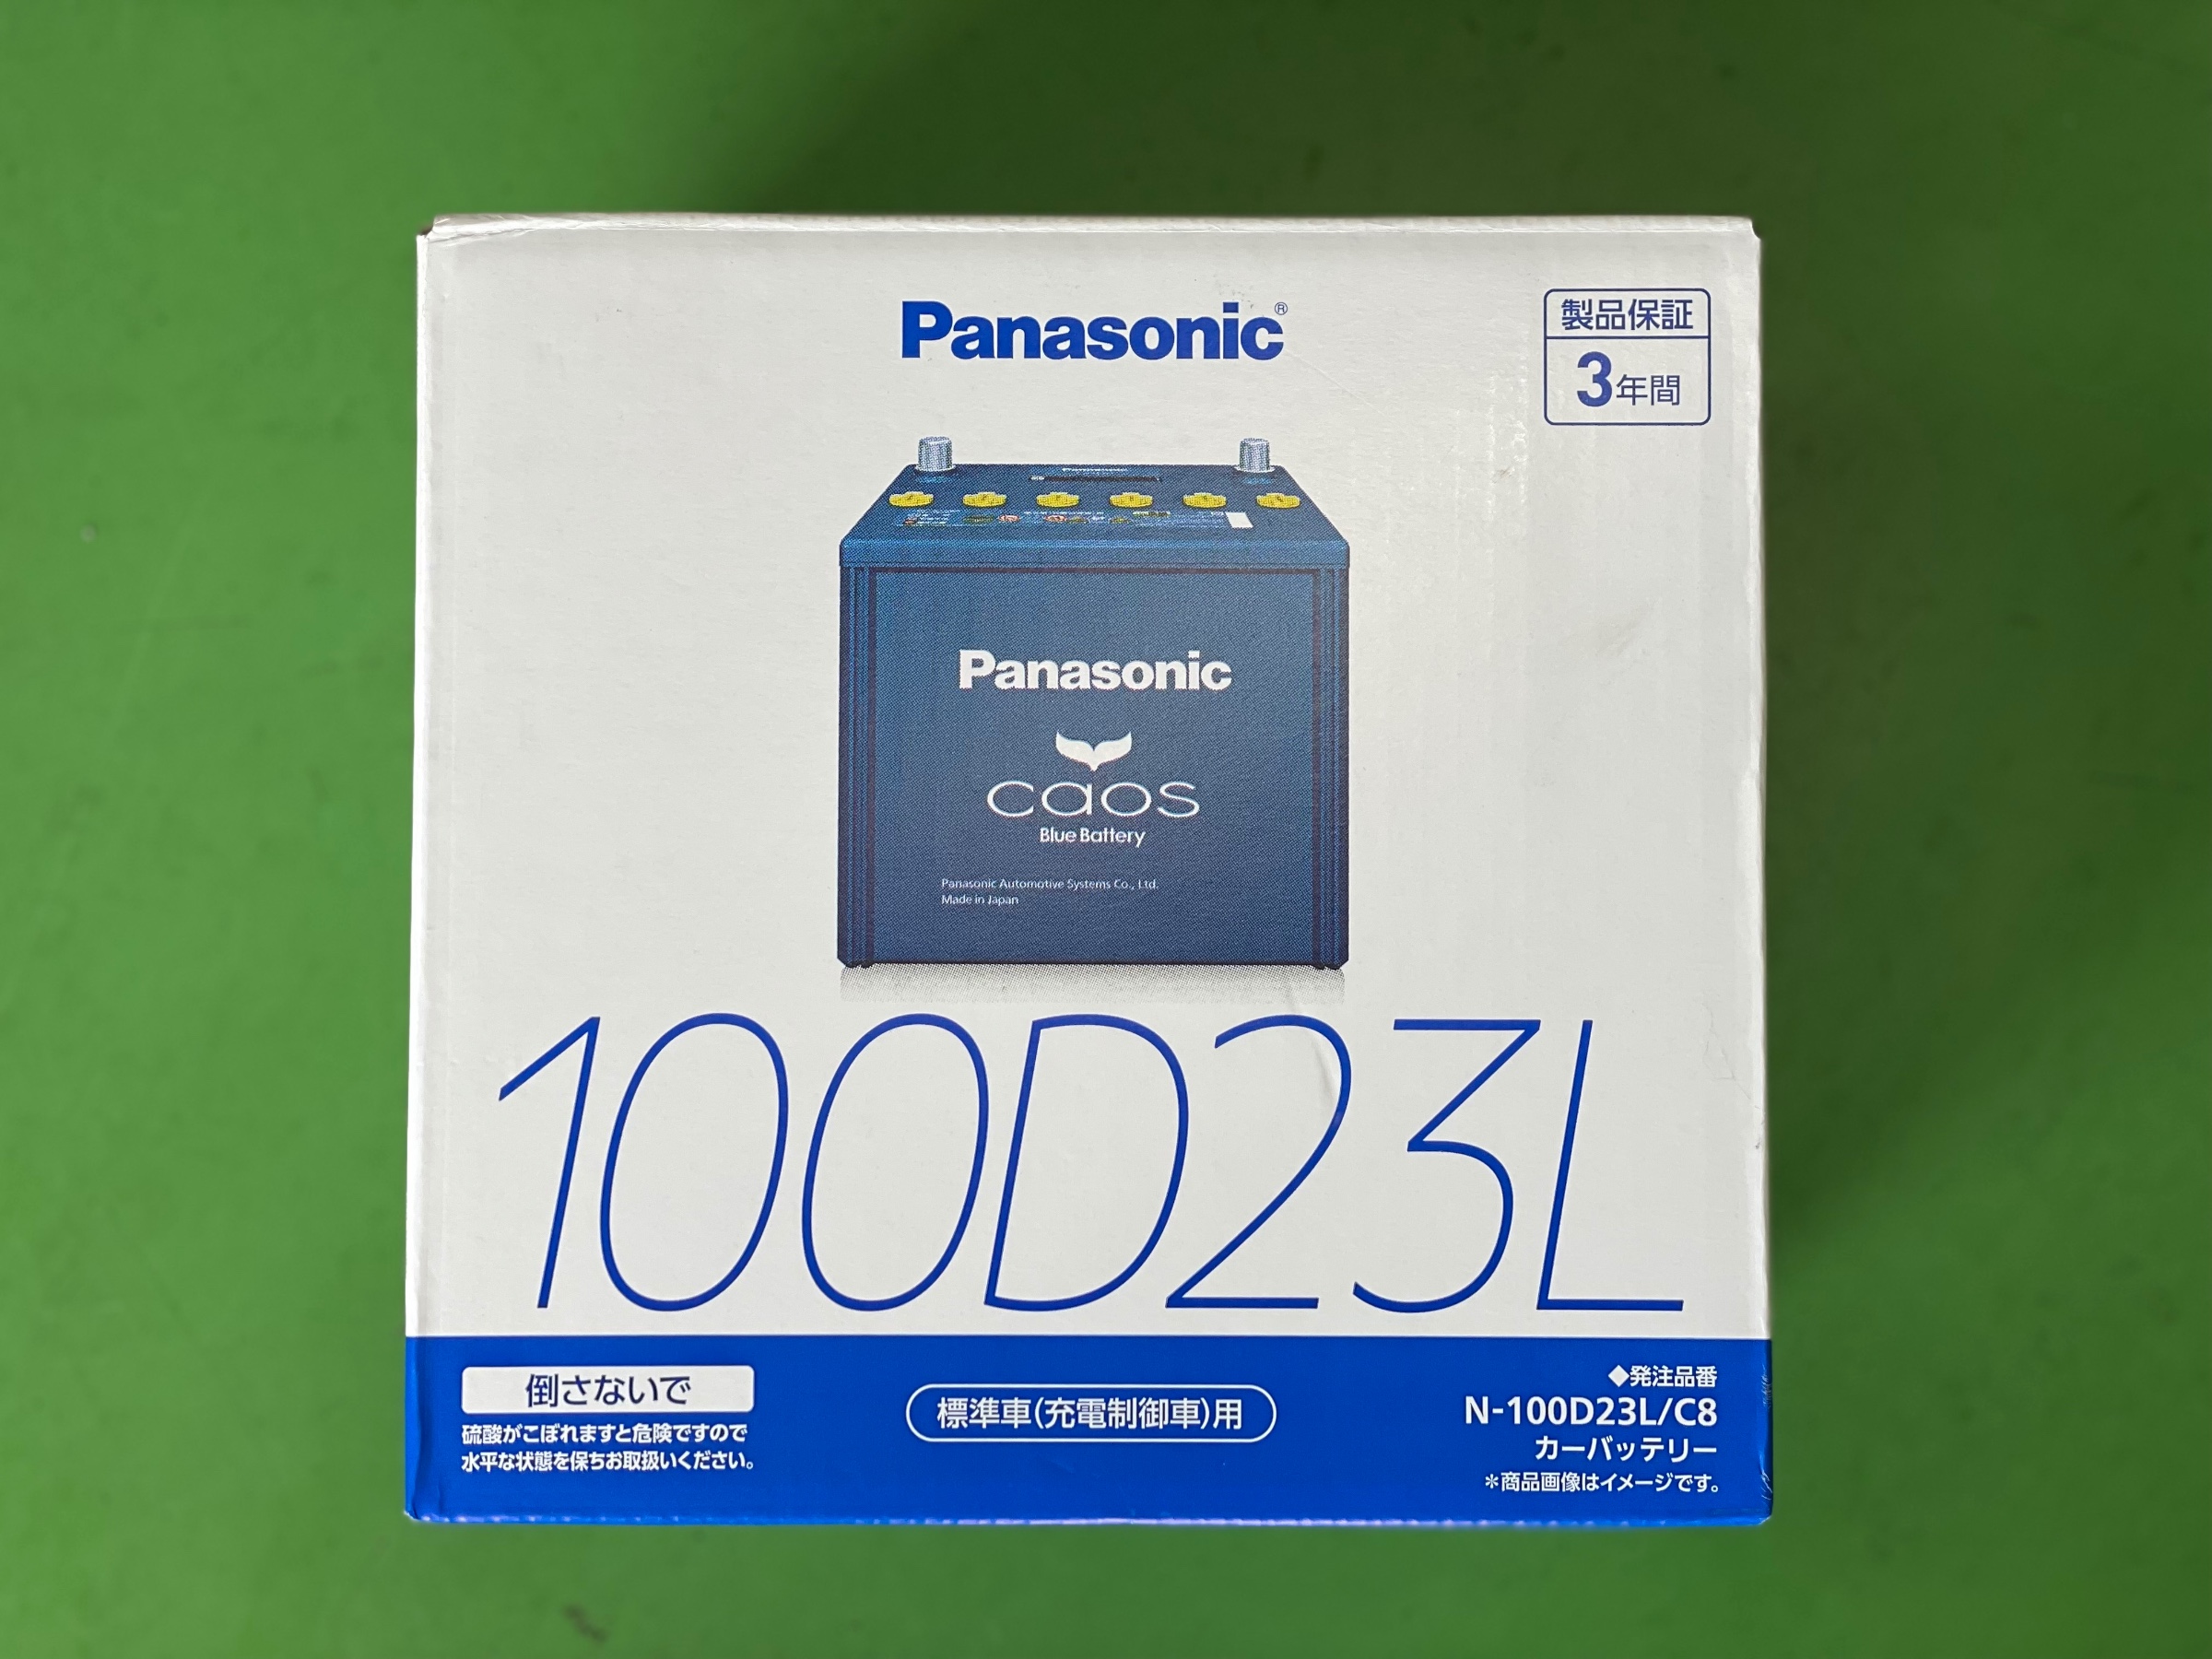 Panasonic®
製品保証
3年間
Panasonic
Panasonic
caos
Blue Battery
Panasonic Automotive Systems Co., Ltd.
Made in Japan
100D23L
倒さないで
硫酸がこぼれますと危険ですので
水平な状態を保ちお取扱いください。
標準車(充電制御車)用
◆発注品番
N-100D23L/C8
カーバッテリー
*商品画像はイメージです。